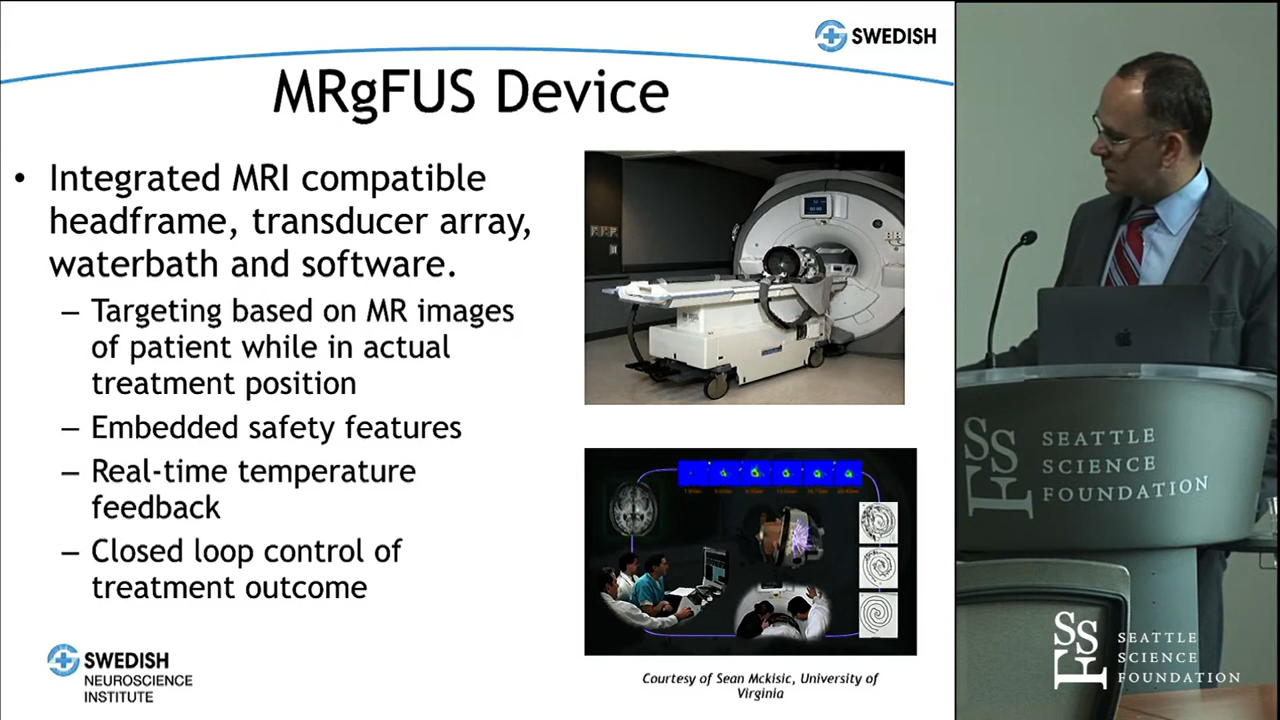 SWEDISH
MRgFUS Device
• Integrated MRI compatible
headframe, transducer array,
waterbath and software.
– Targeting based on MR images
of patient while in actual
treatment position
– Embedded safety features
– Real-time temperature
feedback
– Closed loop control of
treatment outcome
Courtesy of Sean Mckisic, University of
Virginia
SWEDISH
NEUROSCIENCE
INSTITUTE
SSF
SEATTLE
SCIENCE
FOUNDATION
SSF
SEATTLE
SCIENCE
FOUNDATION